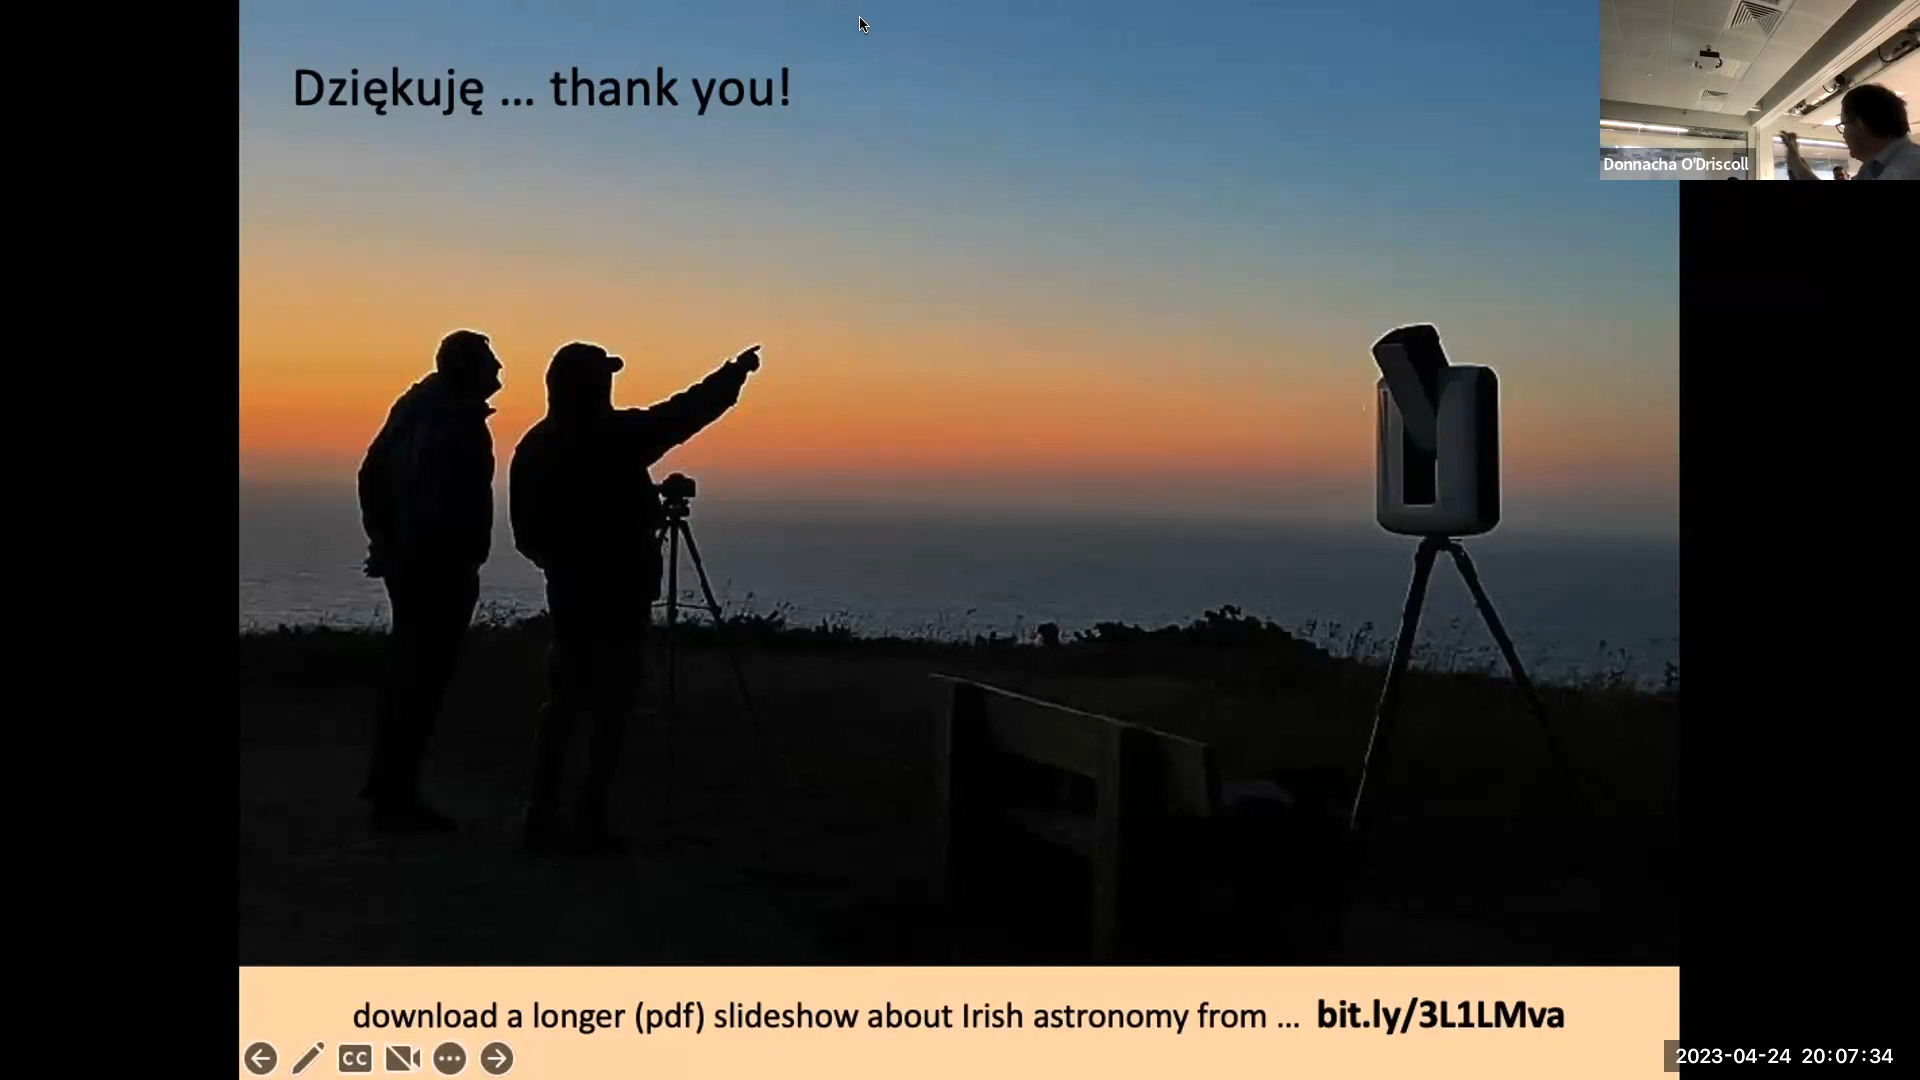 Dziękuję ... thank you!
Donnacha O'Driscoll
download a longer (pdf) slideshow about Irish astronomy from ... bit.ly/3L1LMva
CC
2023-04-24 20:07:34